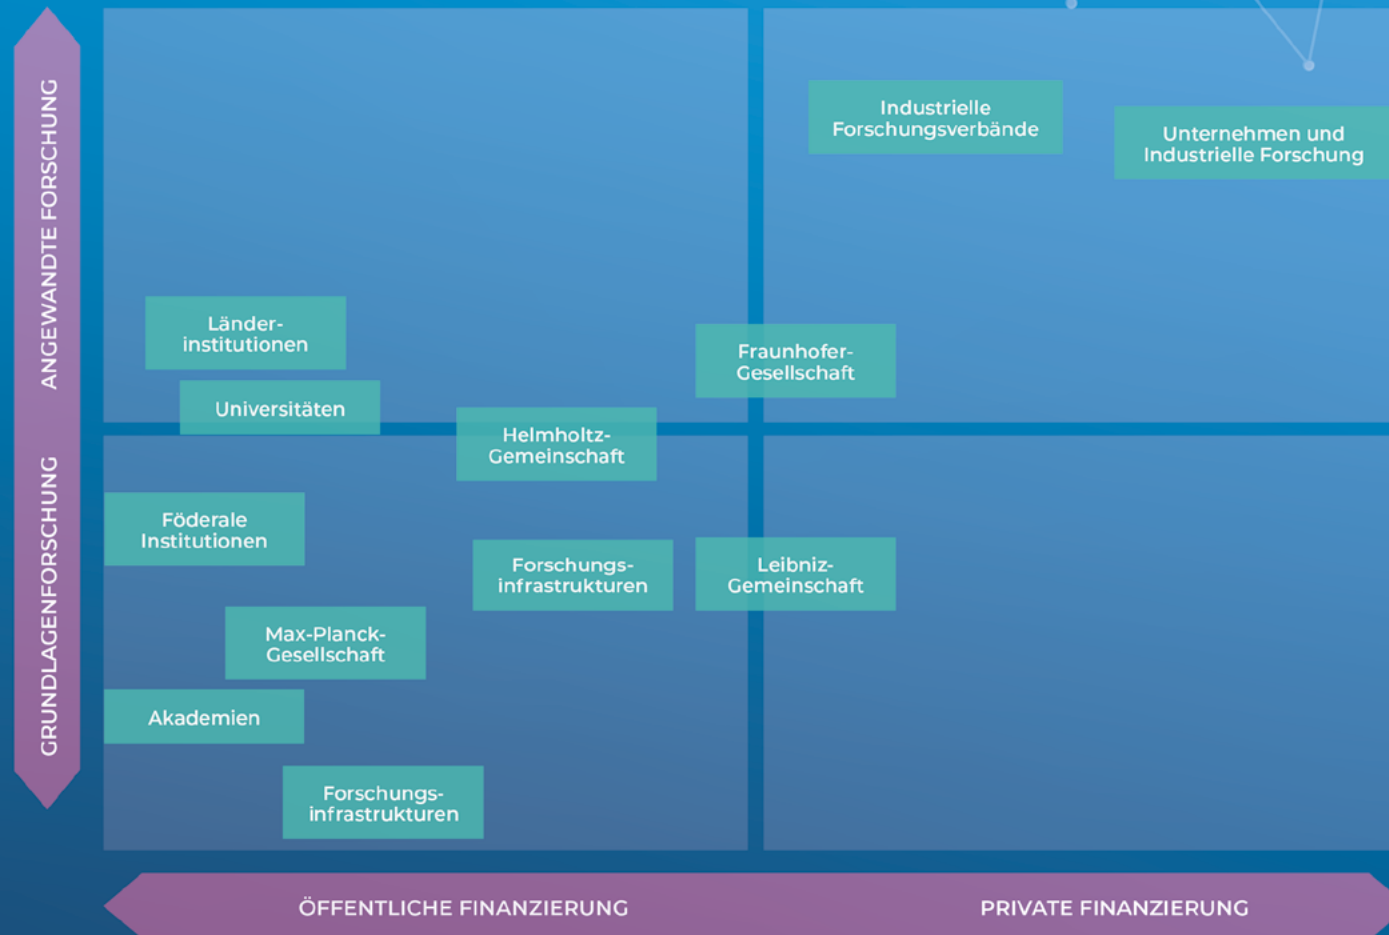 ANGEWANDTE FORSCHUNG
GRUNDLAGENFORSCHUNG
Industrielle
Forschungsverbände
Unternehmen und
Industrielle Forschung
Länder-
institutionen
Fraunhofer-
Gesellschaft
Universitäten
Helmholtz-
Gemeinschaft
Föderale
Institutionen
Forschungs-
infrastrukturen
Leibniz-
Gemeinschaft
Max-Planck-
Gesellschaft
Akademien
Forschungs-
infrastrukturen
ÖFFENTLICHE FINANZIERUNG
PRIVATE FINANZIERUNG